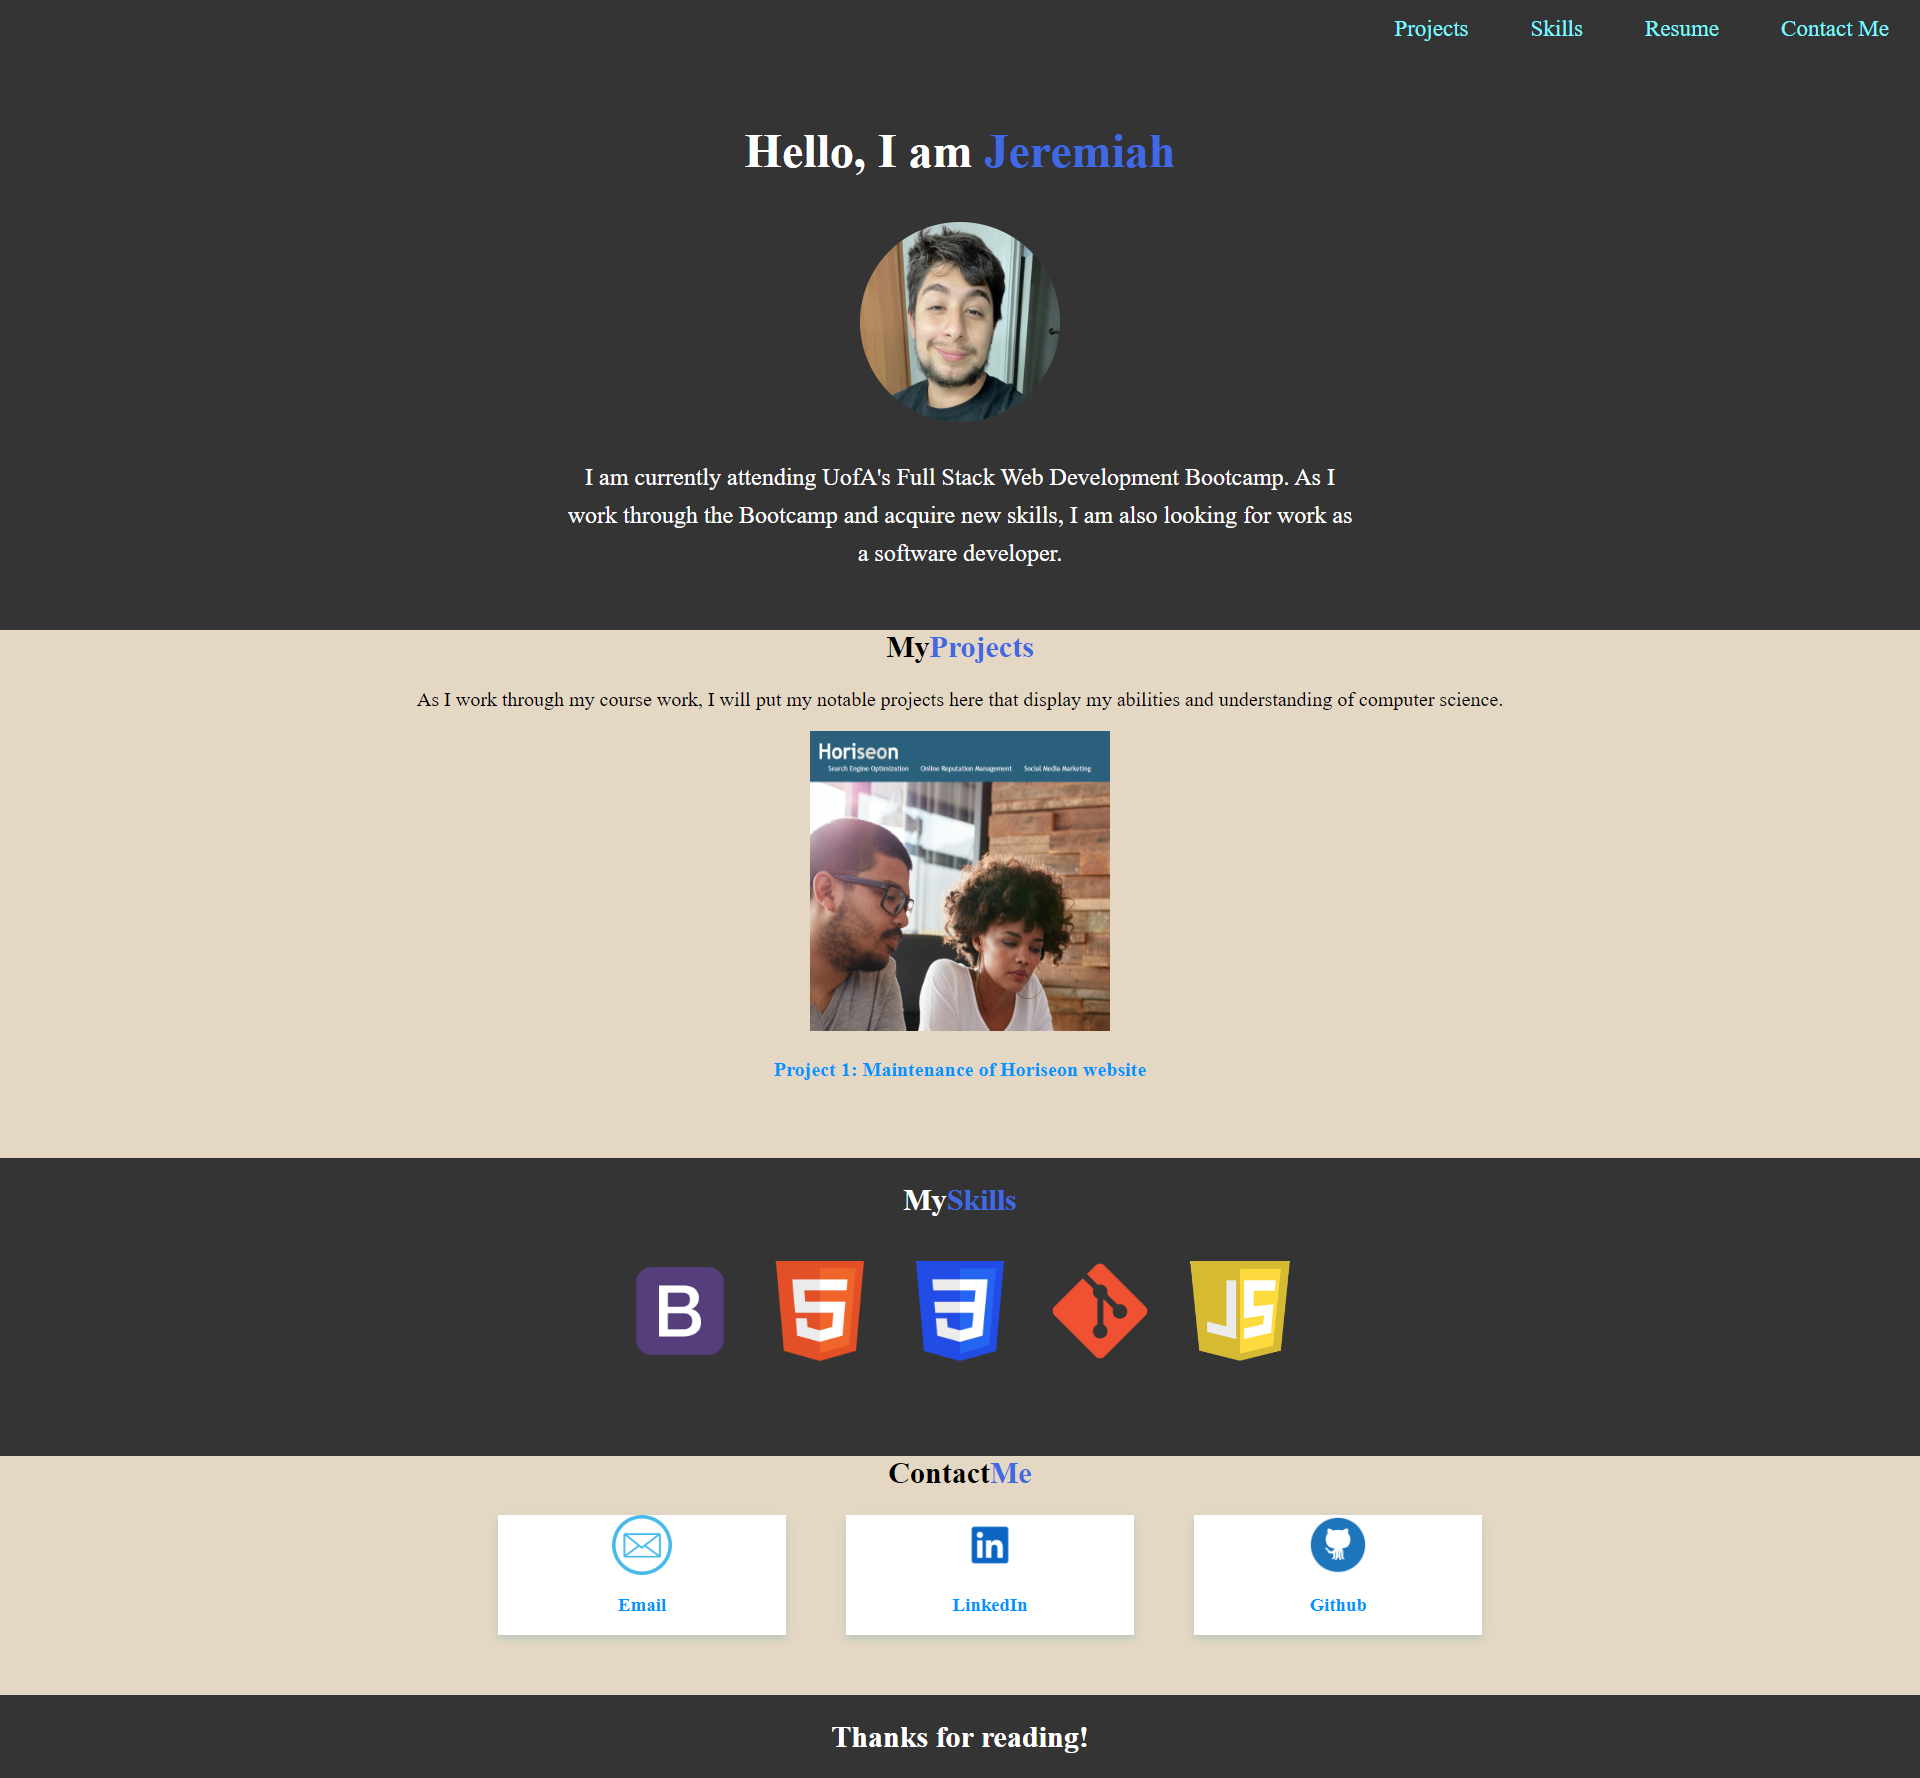 Projects Skills Resume Contact Me
Hello, I am Jeremiah
I am currently attending UofA's Full Stack Web Development Bootcamp. As I
work through the Bootcamp and acquire new skills, I am also looking for work as
a software developer.
MyProjects
As I work through my course work, I will put my notable projects here that display my abilities and understanding of computer science.
Horiseon
Search Engine Optimization Online Reputation Management Social Media Marketing
Project 1: Maintenance of Horiseon website
MySkills
B 5 3 JS
ContactMe
in
Email LinkedIn Github
Thanks for reading!